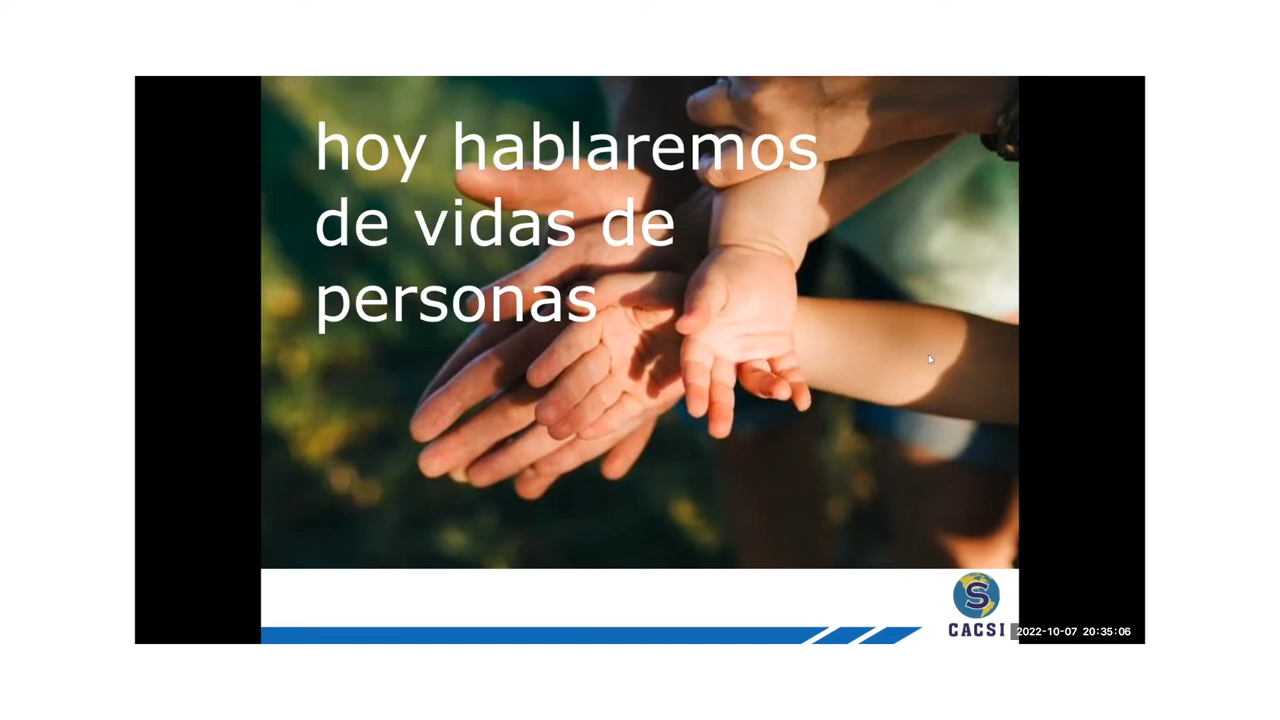 hoy hablaremos
de vidas de
personas
S
CACSI
2022-10-07 20:35:06